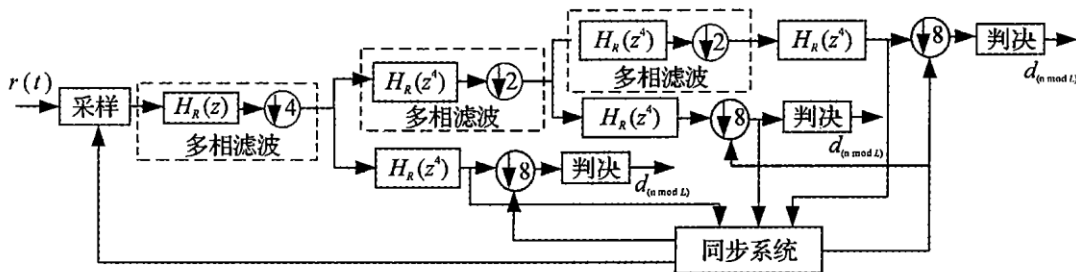 H_R(z⁴) ↓2 H_R(z⁴) ↓8 判决
多相滤波
d_(n mod L)
r(t) 采样 H_R(z) ↓4 H_R(z⁴) ↓2
多相滤波 多相滤波
H_R(z⁴) ↓8 判决
d_(n mod L)
H_R(z⁴) ↓8 判决
d_(n mod L)
同步系统